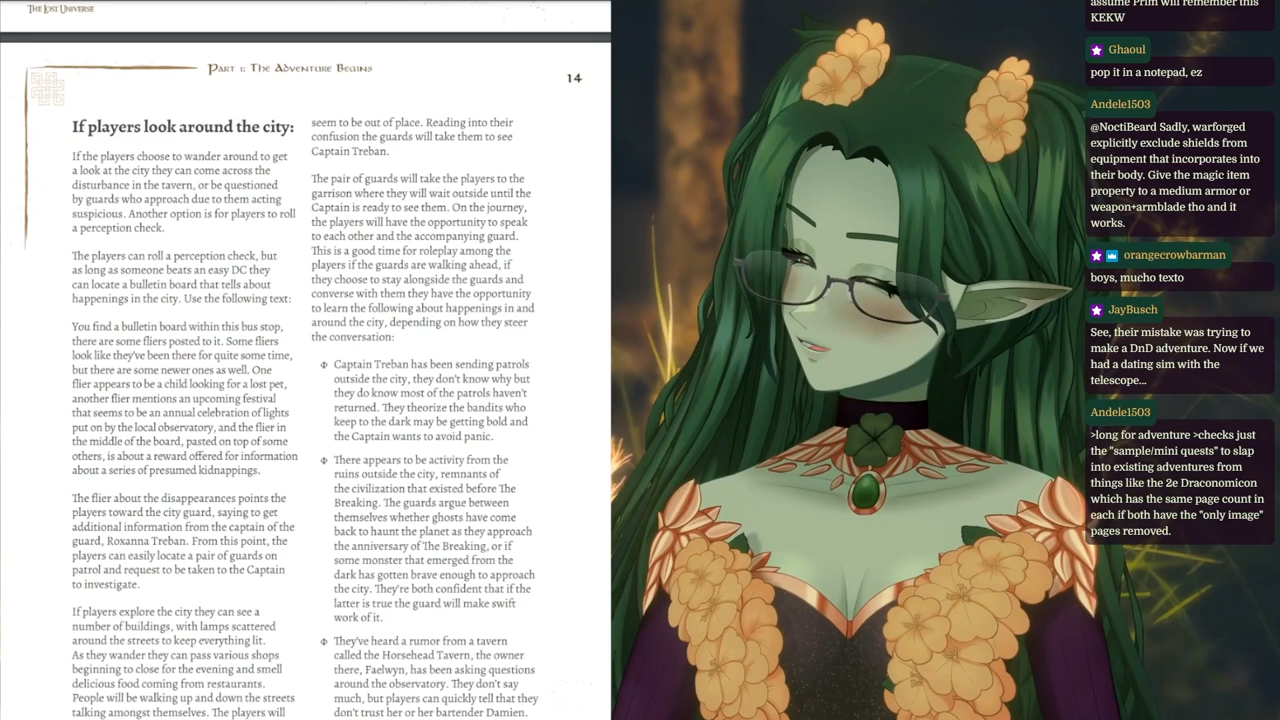 The Lost Universe
Part 1: The Adventure Begins
14
If players look around the city:
If the players choose to wander around to get
a look at the city they can come across the
disturbance in the tavern, or be questioned
by guards who approach due to them acting
suspicious. Another option is for players to roll
a perception check.
The players can roll a perception check, but
as long as someone beats an easy DC they
can locate a bulletin board that tells about
happenings in the city. Use the following text:
You find a bulletin board within this bus stop,
there are some fliers posted to it. Some fliers
look like they've been there for quite some time,
but there are some newer ones as well. One
flier appears to be a child looking for a lost pet,
another flier mentions an upcoming festival
that seems to be an annual celebration of lights
put on by the local observatory, and the flier in
the middle of the board, pasted on top of some
others, is about a reward offered for information
about a series of presumed kidnappings.
The flier about the disappearances points the
players toward the city guard, saying to get
additional information from the captain of the
guard, Roxanna Treban. From this point, the
players can easily locate a pair of guards on
patrol and request to be taken to the Captain
to investigate.
If players explore the city they can see a
number of buildings, with lamps scattered
around the streets to keep everything lit.
As they wander they can pass various shops
beginning to close for the evening and smell
delicious food coming from restaurants.
People will be walking up and down the streets
talking amongst themselves. The players will
seem to be out of place. Reading into their
confusion the guards will take them to see
Captain Treban.
The pair of guards will take the players to the
garrison where they will wait outside until the
Captain is ready to see them. On the journey,
the players will have the opportunity to speak
to each other and the accompanying guard.
This is a good time for roleplay among the
players if the guards are walking ahead, if
they choose to stay alongside the guards and
converse with them they have the opportunity
to learn the following about happenings in and
around the city, depending on how they steer
the conversation:
Captain Treban has been sending patrols
outside the city, they don't know why but
they do know most of the patrols haven't
returned. They theorize the bandits who
keep to the dark may be getting bold and
the Captain wants to avoid panic.
There appears to be activity from the
ruins outside the city, remnants of
the civilization that existed before The
Breaking. The guards argue between
themselves whether ghosts have come
back to haunt the planet as they approach
the anniversary of The Breaking, or if
some monster that emerged from the
dark has gotten brave enough to approach
the city. They're both confident that if the
latter is true the guard will make swift
work of it.
They've heard a rumor from a tavern
called the Horsehead Tavern, the owner
there, Faelwyn, has been asking questions
around the observatory. They don't say
much, but players can quickly tell that they
don't trust her or her bartender Damien.
assume Prim will remember this
KEKW
Ghaoul
pop it in a notepad, ez
Andele1503
@NoctiBeard Sadly, warforged
explicitly exclude shields from
equipment that incorporates into
their body. Give the magic item
property to a medium armor or
weapon+armblade tho and it
works.
orangecrowbarman
boys, mucho texto
JayBusch
See, their mistake was trying to
make a DnD adventure. Now if we
had a dating sim with the
telescope...
Andele1503
>long for adventure >checks just
the "sample/mini quests" to slap
into existing adventures from
things like the 2e Draconomicon
which has the same page count in
each if both have the "only image"
pages removed.